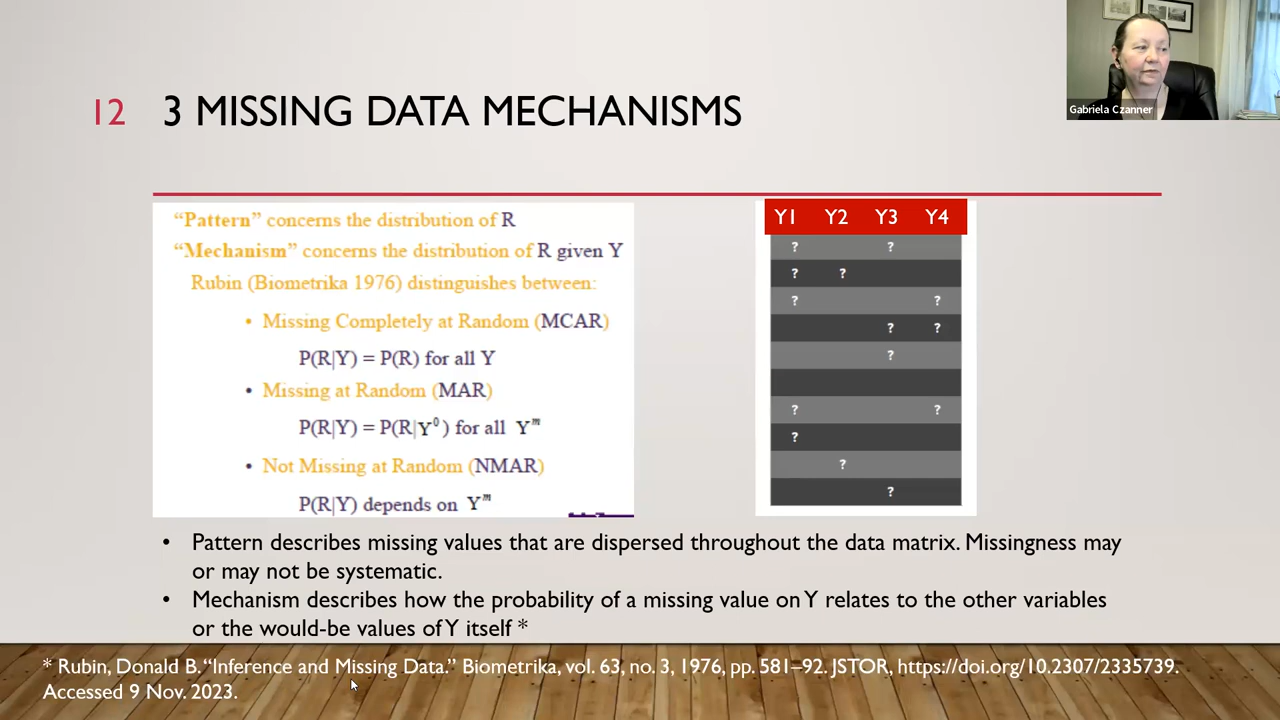 Gabriela Czanner
12 3 MISSING DATA MECHANISMS
“Pattern” concerns the distribution of R
“Mechanism” concerns the distribution of R given Y
Rubin (Biometrika 1976) distinguishes between:
• Missing Completely at Random (MCAR)
P(R|Y) = P(R) for all Y
• Missing at Random (MAR)
P(R|Y) = P(R|Y⁰) for all Yᵐ
• Not Missing at Random (NMAR)
P(R|Y) depends on Yᵐ
Y1 Y2 Y3 Y4
? ?
? ?
? ?
? ?
?
? ?
?
?
?
• Pattern describes missing values that are dispersed throughout the data matrix. Missingness may
or may not be systematic.
• Mechanism describes how the probability of a missing value on Y relates to the other variables
or the would-be values of Y itself *
* Rubin, Donald B. “Inference and Missing Data.” Biometrika, vol. 63, no. 3, 1976, pp. 581–92. JSTOR, https://doi.org/10.2307/2335739.
Accessed 9 Nov. 2023.